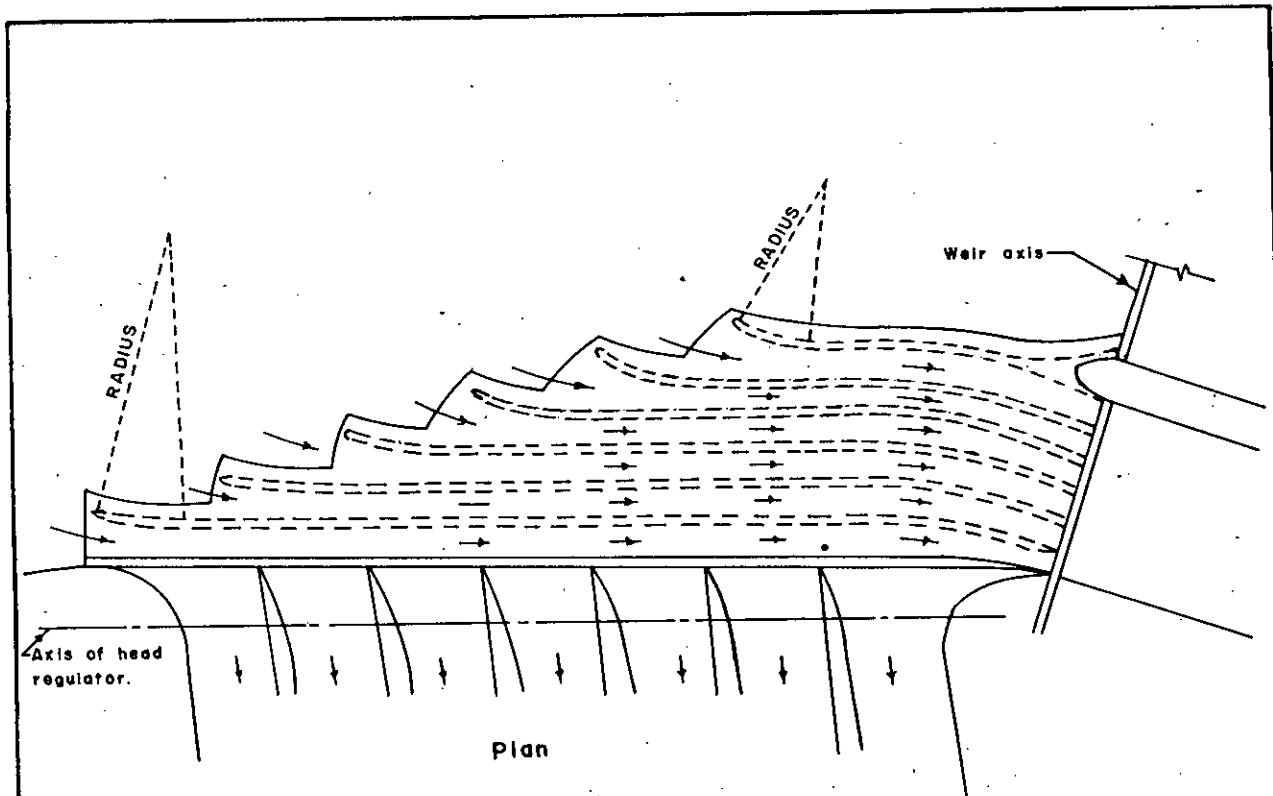 RADIUS
RADIUS
Weir axis
Axis of head
regulator.
Plan